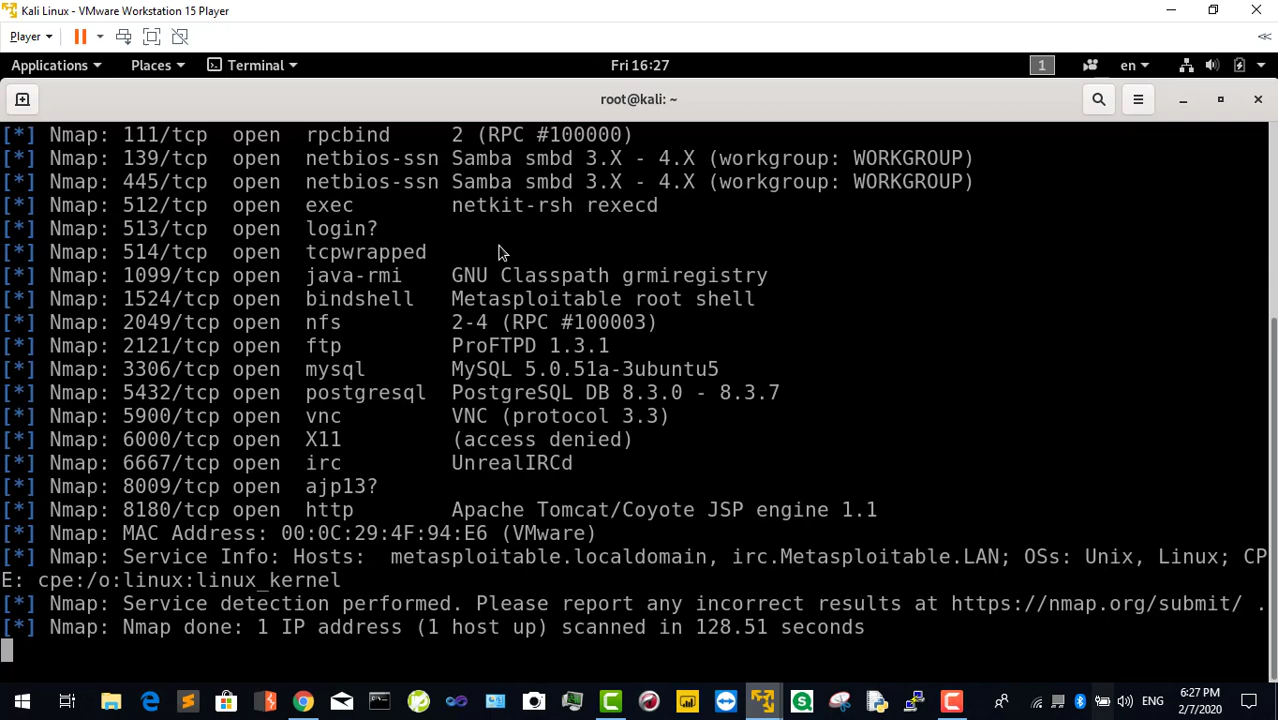 Kali Linux - VMware Workstation 15 Player
Player
Applications Places Terminal Fri 16:27 1 en
root@kali: ~
[*] Nmap: 111/tcp open rpcbind 2 (RPC #100000)
[*] Nmap: 139/tcp open netbios-ssn Samba smbd 3.X - 4.X (workgroup: WORKGROUP)
[*] Nmap: 445/tcp open netbios-ssn Samba smbd 3.X - 4.X (workgroup: WORKGROUP)
[*] Nmap: 512/tcp open exec netkit-rsh rexecd
[*] Nmap: 513/tcp open login?
[*] Nmap: 514/tcp open tcpwrapped
[*] Nmap: 1099/tcp open java-rmi GNU Classpath grmiregistry
[*] Nmap: 1524/tcp open bindshell Metasploitable root shell
[*] Nmap: 2049/tcp open nfs 2-4 (RPC #100003)
[*] Nmap: 2121/tcp open ftp ProFTPD 1.3.1
[*] Nmap: 3306/tcp open mysql MySQL 5.0.51a-3ubuntu5
[*] Nmap: 5432/tcp open postgresql PostgreSQL DB 8.3.0 - 8.3.7
[*] Nmap: 5900/tcp open vnc VNC (protocol 3.3)
[*] Nmap: 6000/tcp open X11 (access denied)
[*] Nmap: 6667/tcp open irc UnrealIRCd
[*] Nmap: 8009/tcp open ajp13?
[*] Nmap: 8180/tcp open http Apache Tomcat/Coyote JSP engine 1.1
[*] Nmap: MAC Address: 00:0C:29:4F:94:E6 (VMware)
[*] Nmap: Service Info: Hosts:  metasploitable.localdomain, irc.Metasploitable.LAN; OSs: Unix, Linux; CP
E: cpe:/o:linux:linux_kernel
[*] Nmap: Service detection performed. Please report any incorrect results at https://nmap.org/submit/ .
[*] Nmap: Nmap done: 1 IP address (1 host up) scanned in 128.51 seconds
ENG
6:27 PM
2/7/2020